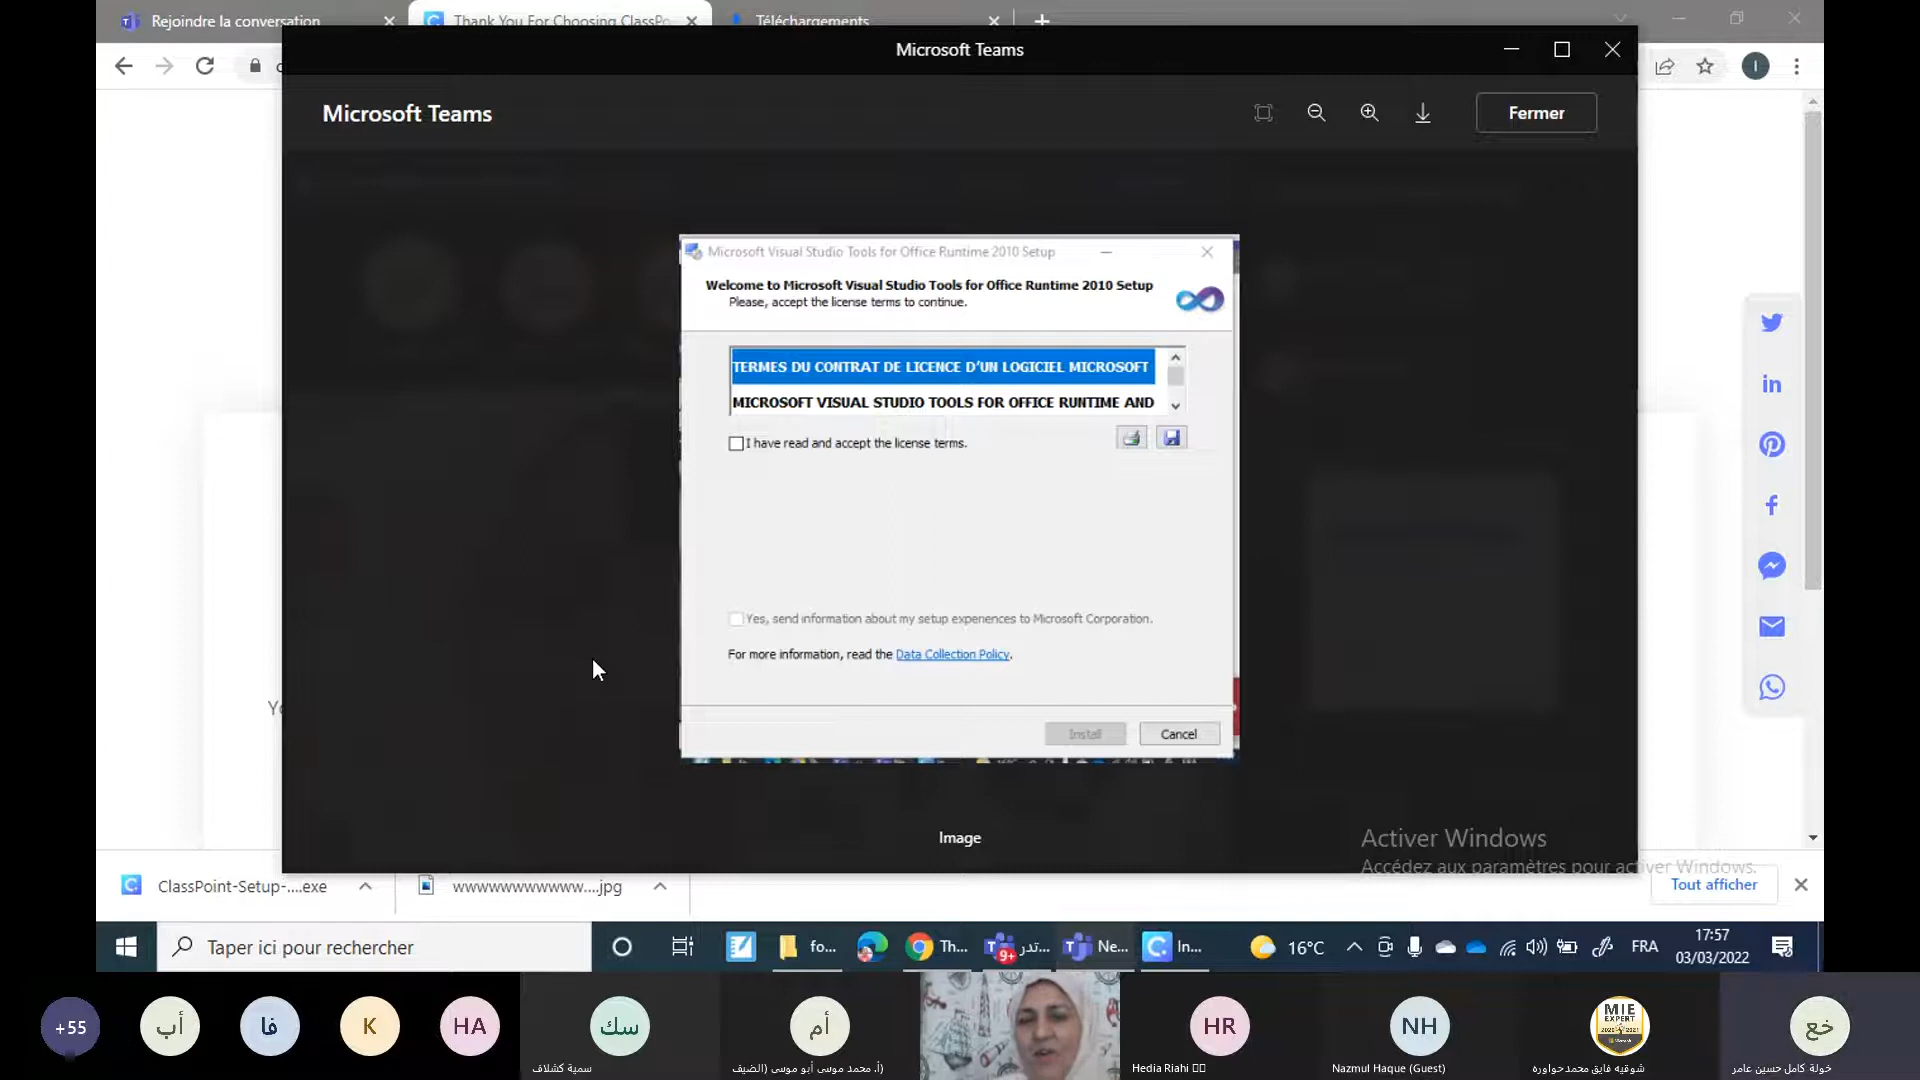 Rejoindre la conversation
Thank You For Choosing ClassPo
Téléchargements
Microsoft Teams
Microsoft Teams
Fermer
Microsoft Visual Studio Tools for Office Runtime 2010 Setup
Welcome to Microsoft Visual Studio Tools for Office Runtime 2010 Setup
Please, accept the license terms to continue.
TERMES DU CONTRAT DE LICENCE D'UN LOGICIEL MICROSOFT
MICROSOFT VISUAL STUDIO TOOLS FOR OFFICE RUNTIME AND
I have read and accept the license terms.
Yes, send information about my setup experiences to Microsoft Corporation.
For more information, read the Data Collection Policy.
Install
Cancel
Image
Activer Windows
Accédez aux paramètres pour activer Windows.
ClassPoint-Setup-....exe
wwwwwwwwwww....jpg
Tout afficher
Taper ici pour rechercher
fo...
Th...
9+
تدر...
Ne...
In...
16°C
FRA
17:57
03/03/2022
+55
أب
فا
K
HA
سك
سمية كشلاف
أم
أ. محمد موسى أبو موسى (الضيف)
HR
Hedia Riahi
NH
Nazmul Haque (Guest)
MIE
EXPERT
شوقيه فايق محمد حواوره
خع
خولة كامل حسين عامر